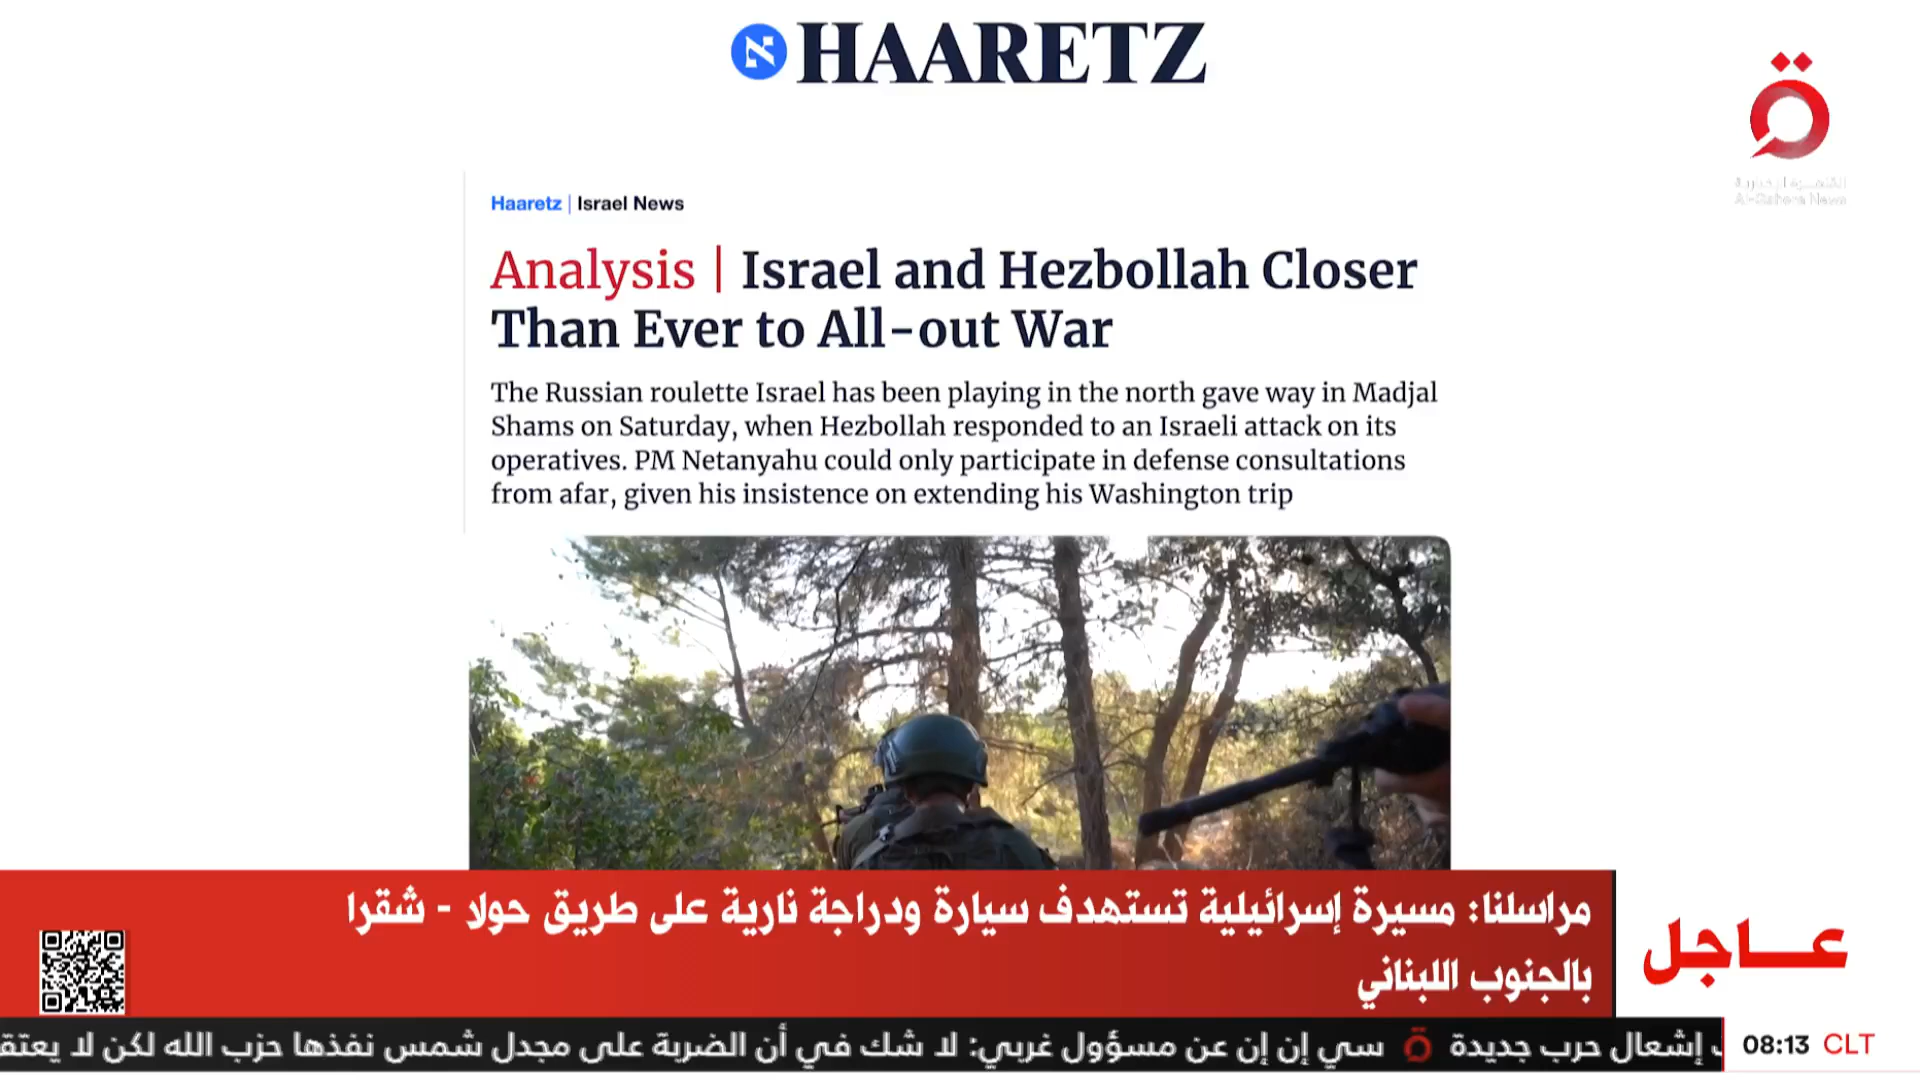 HAARETZ
القاهرة الإخبارية
Al-Qahera News
Haaretz | Israel News
Analysis | Israel and Hezbollah Closer
Than Ever to All-out War
The Russian roulette Israel has been playing in the north gave way in Madjal
Shams on Saturday, when Hezbollah responded to an Israeli attack on its
operatives. PM Netanyahu could only participate in defense consultations
from afar, given his insistence on extending his Washington trip
مراسلنا: مسيرة إسرائيلية تستهدف سيارة ودراجة نارية على طريق حولا - شقرا
بالجنوب اللبناني
عاجل
إشعال حرب جديدة
سي إن إن عن مسؤول غربي: لا شك في أن الضربة على مجدل شمس نفذها حزب الله لكن لا
08:13 CLT